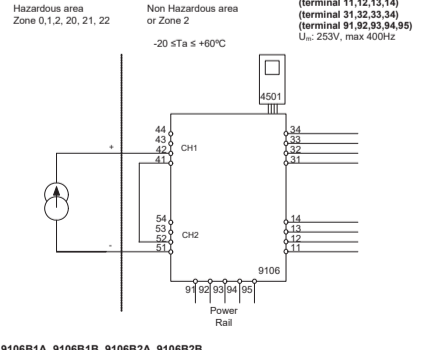 Hazardous area
Zone 0,1,2, 20, 21, 22
Non Hazardous area
or Zone 2
-20 ≤Ta ≤ +60ºC
(terminal 11,12,13,14)
(terminal 31,32,33,34)
(terminal 91,92,93,94,95)
Um: 253V, max 400Hz
4501
44
43
42
41
CH1
+
34
33
32
31
54
53
52
51
CH2
-
14
13
12
11
9106
91 92 93 94 95
Power
Rail
9106B1A, 9106B1B, 9106B2A, 9106B2B